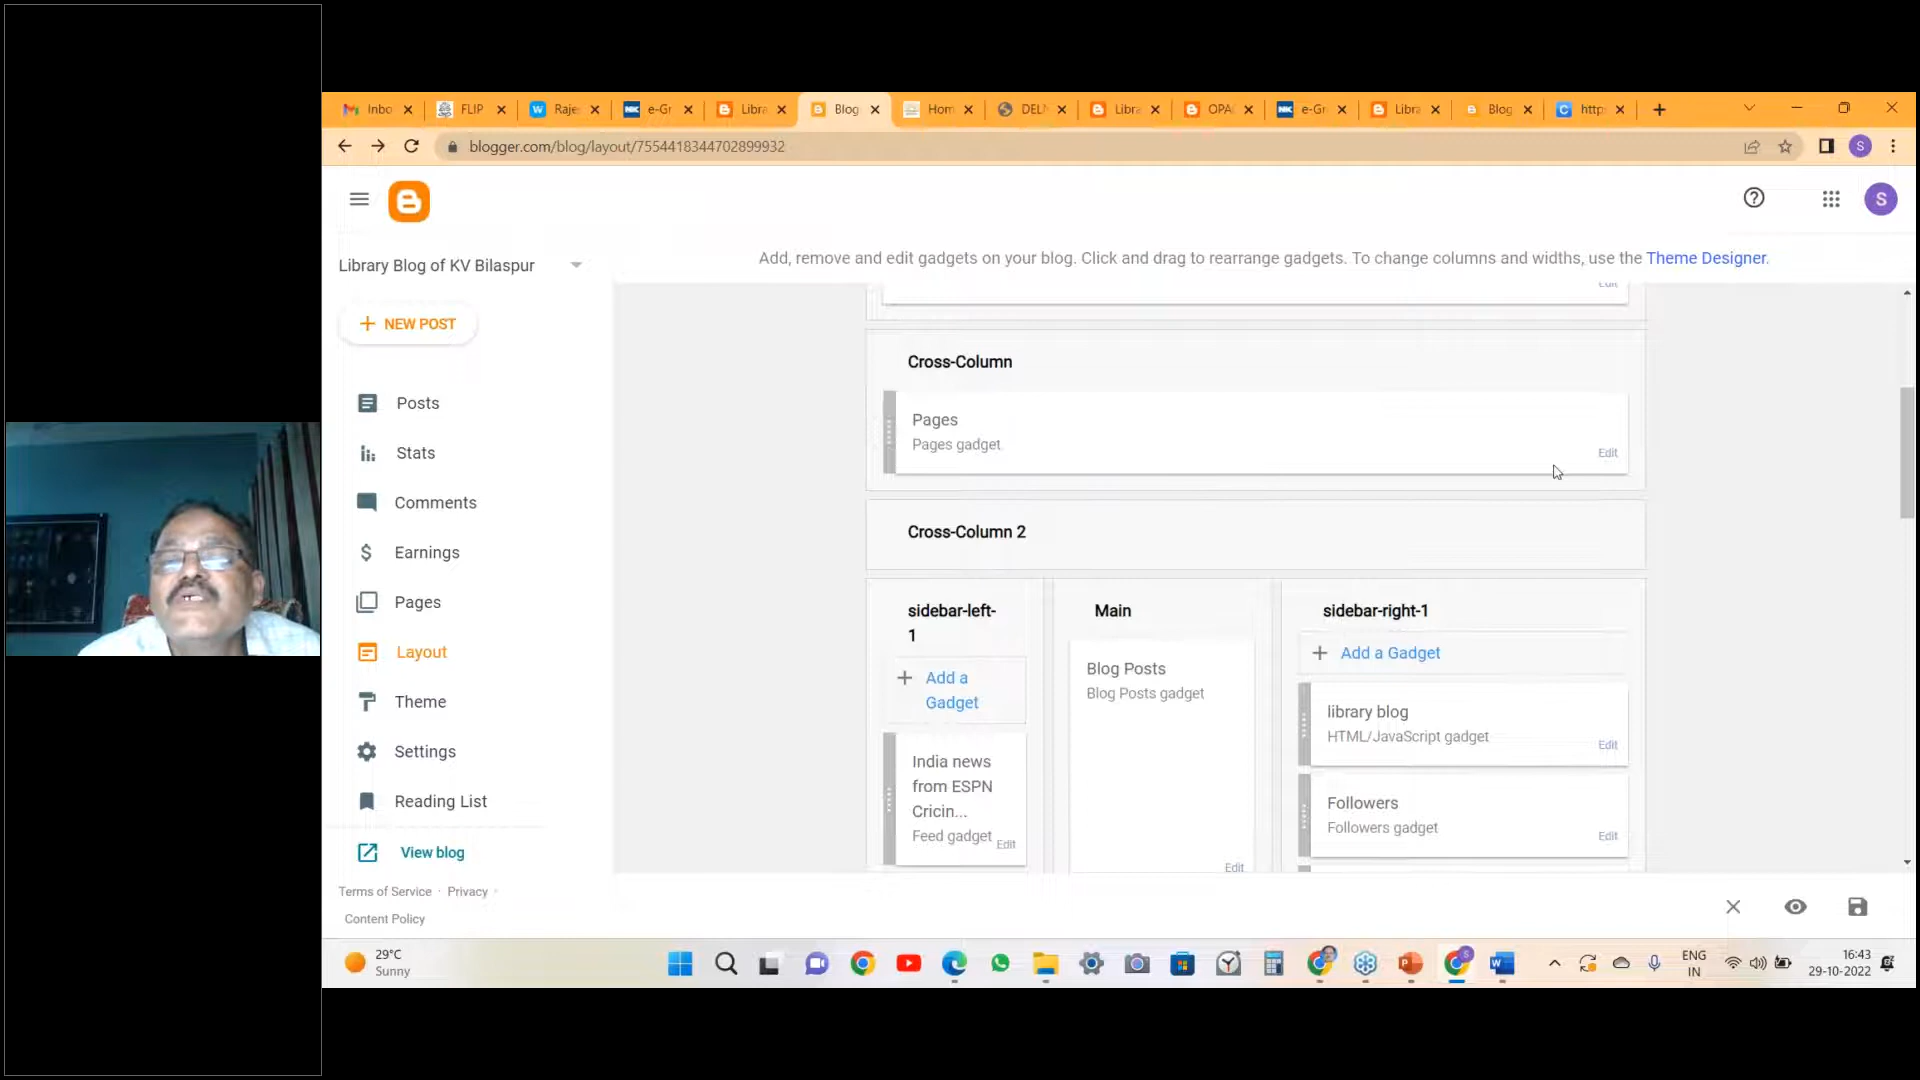 Inbo
FLIP
W Raje
NK e-Gr
Libra
Blog
Hom
DELN
Libra
OPA
NK e-Gr
Libra
Blog
C http
blogger.com/blog/layout/7554418344702899932
S
S
Library Blog of KV Bilaspur
Add, remove and edit gadgets on your blog. Click and drag to rearrange gadgets. To change columns and widths, use the Theme Designer.
+ NEW POST
Posts
Stats
Comments
Earnings
Pages
Layout
Theme
Settings
Reading List
View blog
Terms of Service · Privacy ·
Content Policy
Edit
Cross-Column
Pages
Pages gadget
Edit
Cross-Column 2
sidebar-left-
1
+ Add a
Gadget
India news
from ESPN
Cricin...
Feed gadget
Edit
Main
Blog Posts
Blog Posts gadget
Edit
sidebar-right-1
+ Add a Gadget
library blog
HTML/JavaScript gadget
Edit
Followers
Followers gadget
Edit
29°C
Sunny
ENG
IN
16:43
29-10-2022